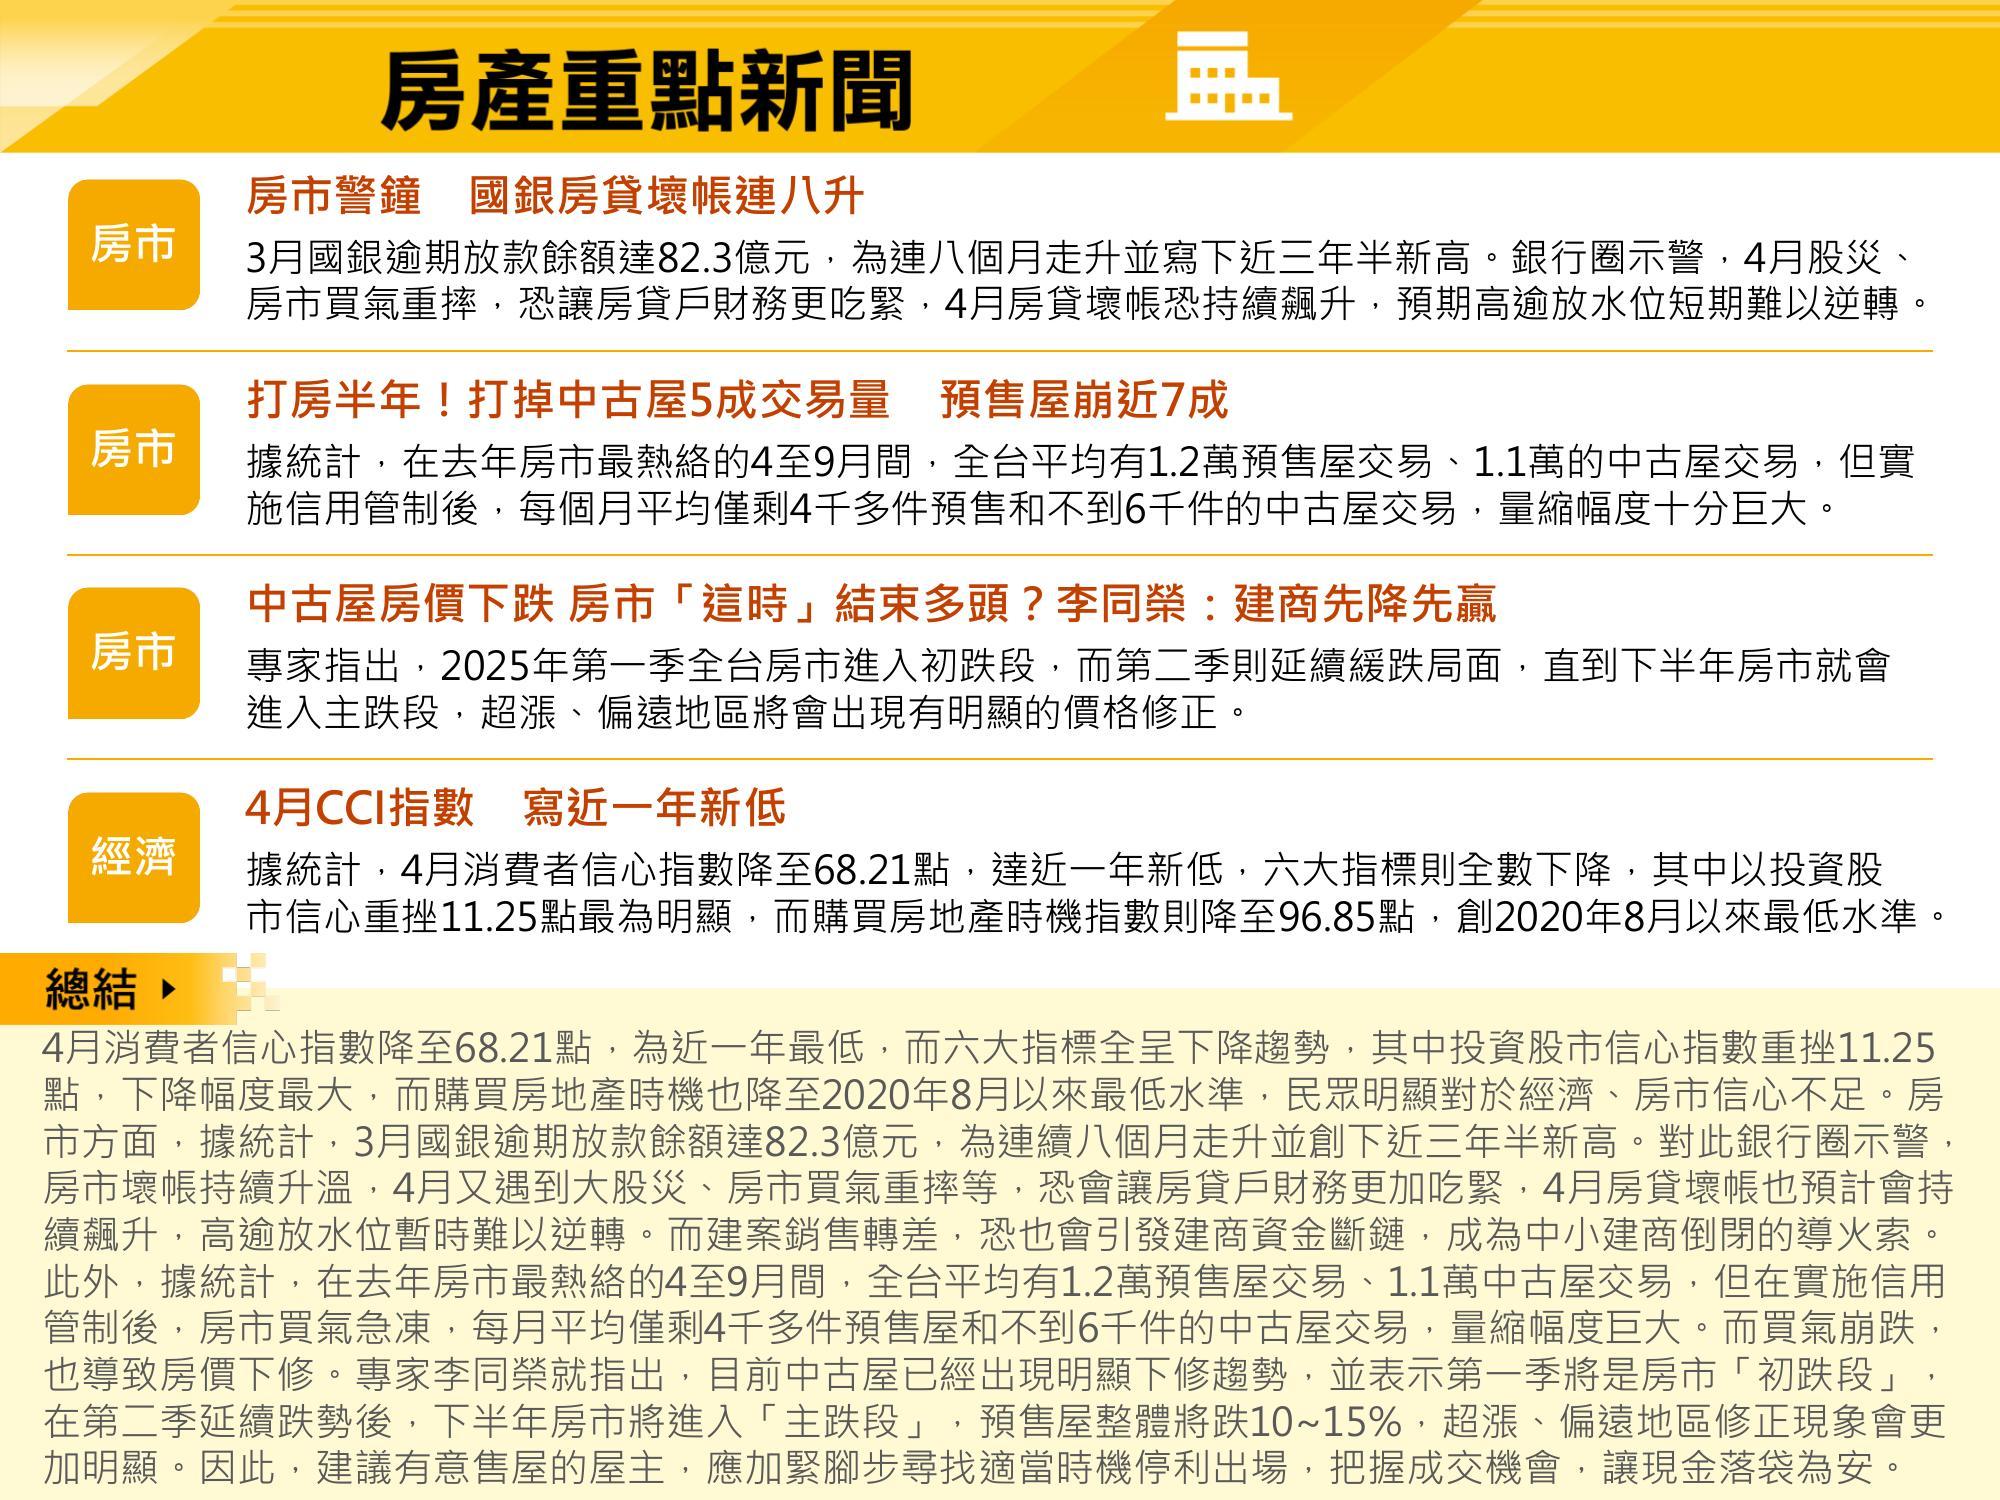 房產重點新聞
房市
房市警鐘　國銀房貸壞帳連八升
3月國銀逾期放款餘額達82.3億元，為連八個月走升並寫下近三年半新高。銀行圈示警，4月股災、
房市買氣重摔，恐讓房貸戶財務更吃緊，4月房貸壞帳恐持續飆升，預期高逾放水位短期難以逆轉。
房市
打房半年！打掉中古屋5成交易量　預售屋崩近7成
據統計，在去年房市最熱絡的4至9月間，全台平均有1.2萬預售屋交易、1.1萬的中古屋交易，但實
施信用管制後，每個月平均僅剩4千多件預售和不到6千件的中古屋交易，量縮幅度十分巨大。
房市
中古屋房價下跌 房市「這時」結束多頭？李同榮：建商先降先贏
專家指出，2025年第一季全台房市進入初跌段，而第二季則延續緩跌局面，直到下半年房市就會
進入主跌段，超漲、偏遠地區將會出現有明顯的價格修正。
經濟
4月CCI指數　寫近一年新低
據統計，4月消費者信心指數降至68.21點，達近一年新低，六大指標則全數下降，其中以投資股
市信心重挫11.25點最為明顯，而購買房地產時機指數則降至96.85點，創2020年8月以來最低水準。
總結
4月消費者信心指數降至68.21點，為近一年最低，而六大指標全呈下降趨勢，其中投資股市信心指數重挫11.25
點，下降幅度最大，而購買房地產時機也降至2020年8月以來最低水準，民眾明顯對於經濟、房市信心不足。房
市方面，據統計，3月國銀逾期放款餘額達82.3億元，為連續八個月走升並創下近三年半新高。對此銀行圈示警，
房市壞帳持續升溫，4月又遇到大股災、房市買氣重摔等，恐會讓房貸戶財務更加吃緊，4月房貸壞帳也預計會持
續飆升，高逾放水位暫時難以逆轉。而建案銷售轉差，恐也會引發建商資金斷鏈，成為中小建商倒閉的導火索。
此外，據統計，在去年房市最熱絡的4至9月間，全台平均有1.2萬預售屋交易、1.1萬中古屋交易，但在實施信用
管制後，房市買氣急凍，每月平均僅剩4千多件預售屋和不到6千件的中古屋交易，量縮幅度巨大。而買氣崩跌，
也導致房價下修。專家李同榮就指出，目前中古屋已經出現明顯下修趨勢，並表示第一季將是房市「初跌段」，
在第二季延續跌勢後，下半年房市將進入「主跌段」，預售屋整體將跌10~15%，超漲、偏遠地區修正現象會更
加明顯。因此，建議有意售屋的屋主，應加緊腳步尋找適當時機停利出場，把握成交機會，讓現金落袋為安。